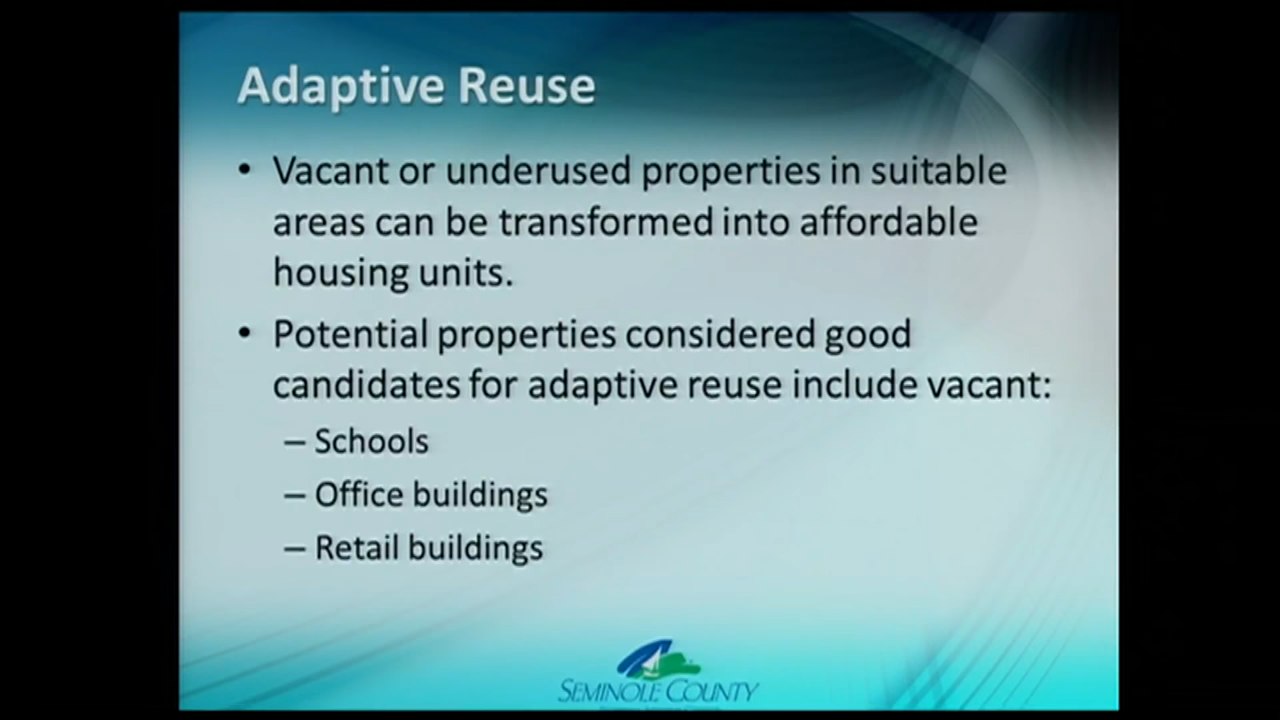 Adaptive Reuse
• Vacant or underused properties in suitable
areas can be transformed into affordable
housing units.
• Potential properties considered good
candidates for adaptive reuse include vacant:
– Schools
– Office buildings
– Retail buildings
SEMINOLE COUNTY